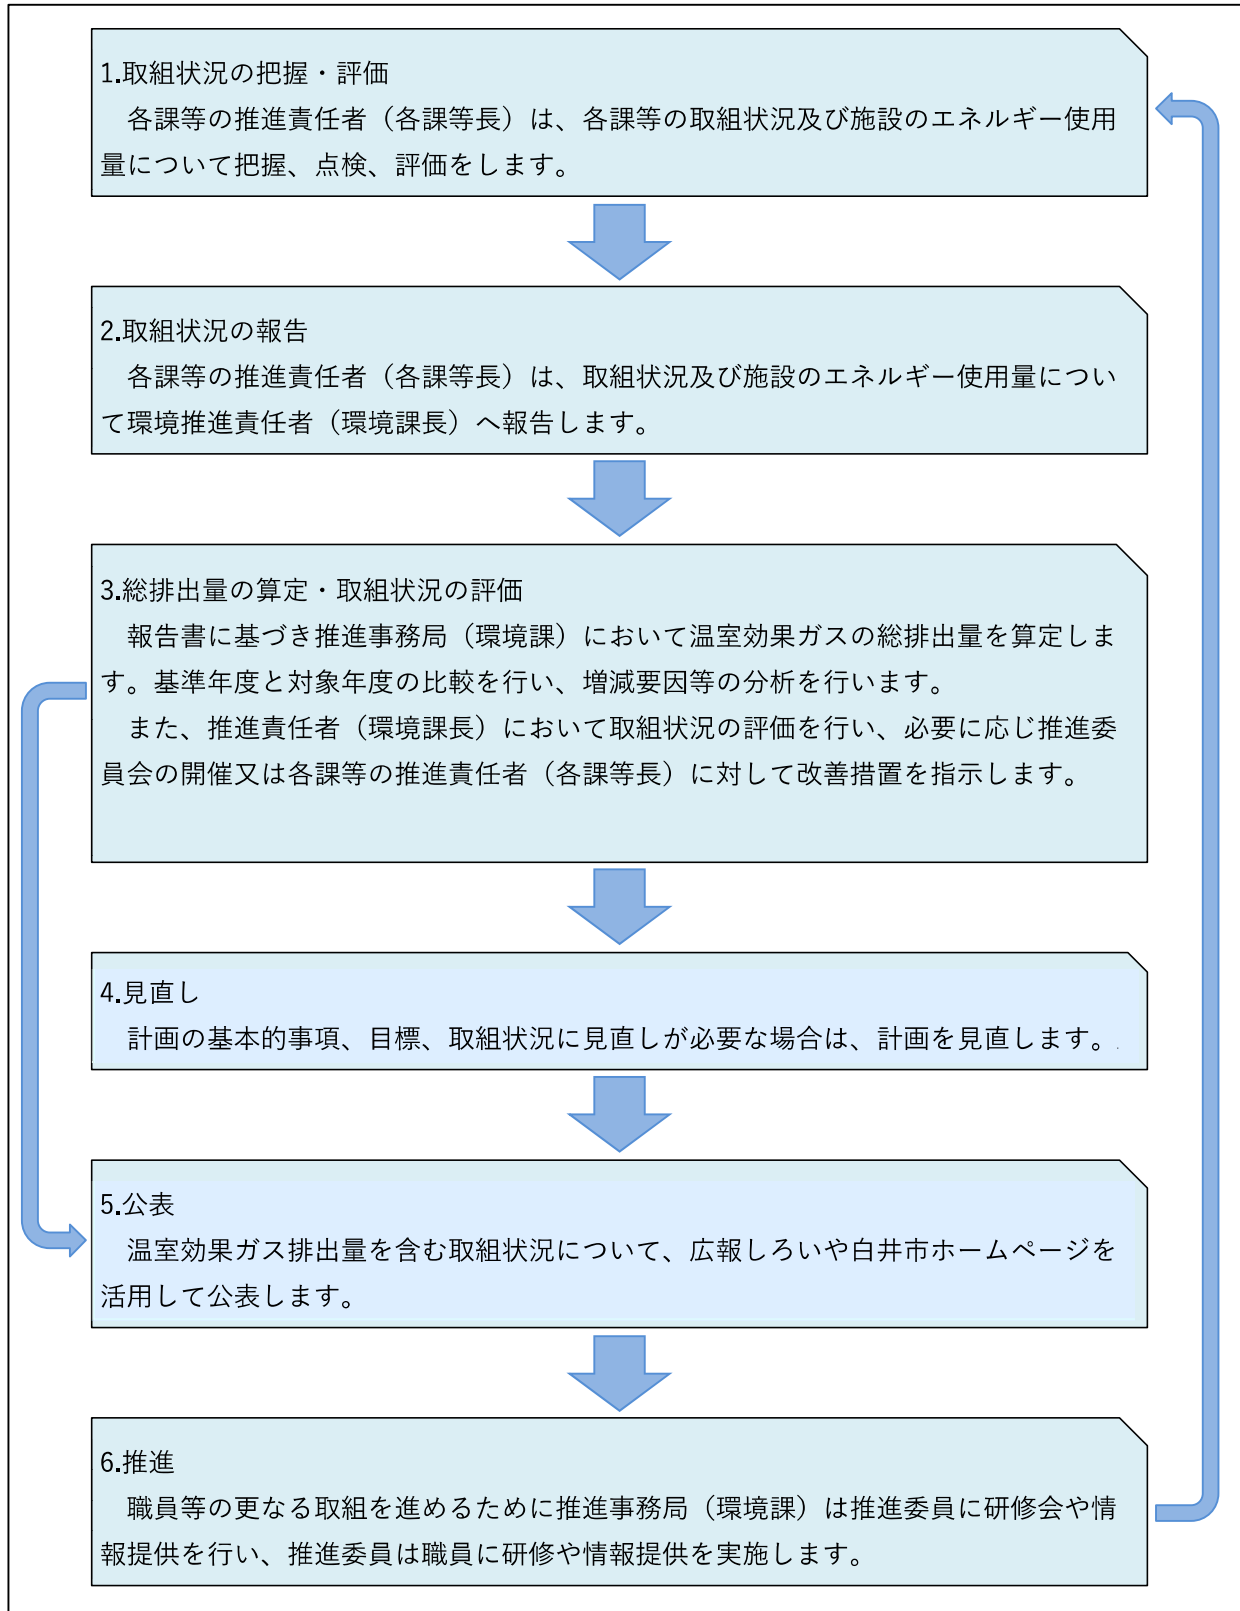 1.取組状況の把握・評価
各課等の推進責任者（各課等長）は、各課等の取組状況及び施設のエネルギー使用
量について把握、点検、評価をします。
2.取組状況の報告
各課等の推進責任者（各課等長）は、取組状況及び施設のエネルギー使用量につい
て環境推進責任者（環境課長）へ報告します。
3.総排出量の算定・取組状況の評価
報告書に基づき推進事務局（環境課）において温室効果ガスの総排出量を算定しま
す。基準年度と対象年度の比較を行い、増減要因等の分析を行います。
また、推進責任者（環境課長）において取組状況の評価を行い、必要に応じ推進委
員会の開催又は各課等の推進責任者（各課等長）に対して改善措置を指示します。
4.見直し
計画の基本的事項、目標、取組状況に見直しが必要な場合は、計画を見直します。
5.公表
温室効果ガス排出量を含む取組状況について、広報しろいや白井市ホームページを
活用して公表します。
6.推進
職員等の更なる取組を進めるために推進事務局（環境課）は推進委員に研修会や情
報提供を行い、推進委員は職員に研修や情報提供を実施します。